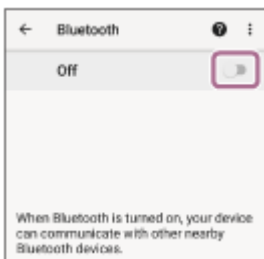 Bluetooth
Off
When Bluetooth is turned on, your device
can communicate with other nearby
Bluetooth devices.